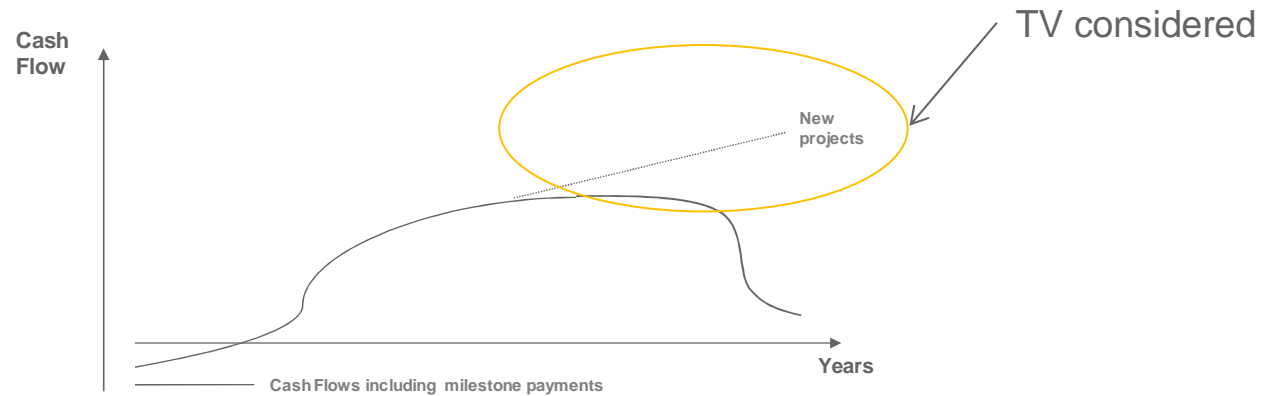 TV considered
Cash
Flow
New
projects
Years
Cash Flows including milestone payments